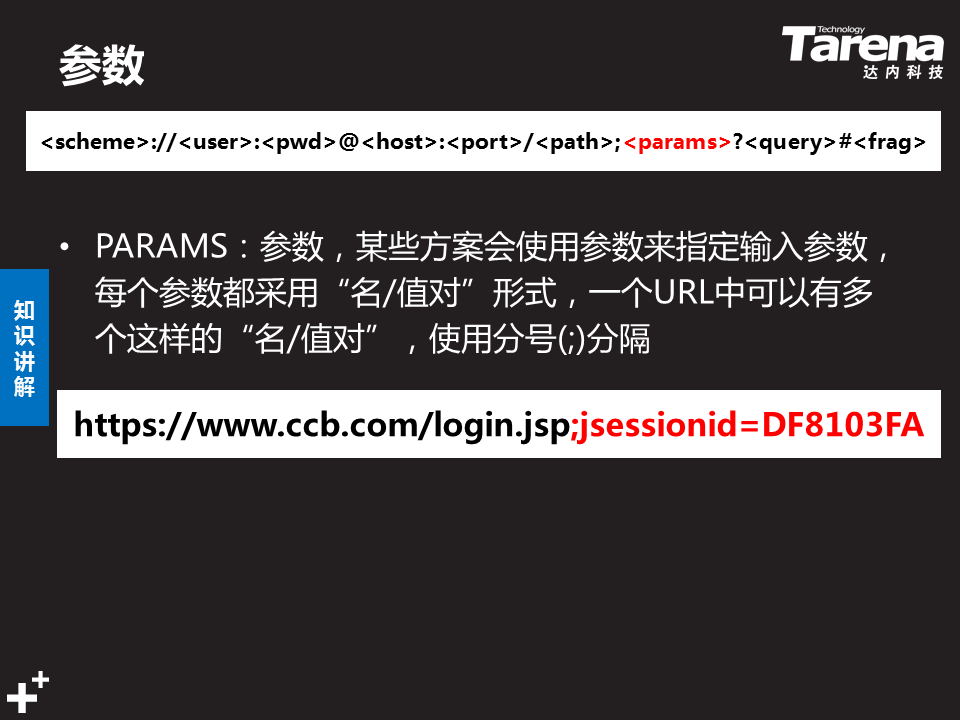 参数
Technology
Tarena
达内科技
<scheme>://<user>:<pwd>@<host>:<port>/<path>;<params>?<query>#<frag>
• PARAMS：参数，某些方案会使用参数来指定输入参数，
每个参数都采用“名/值对”形式，一个URL中可以有多
个这样的“名/值对”，使用分号(;)分隔
知
识
讲
解
https://www.ccb.com/login.jsp;jsessionid=DF8103FA